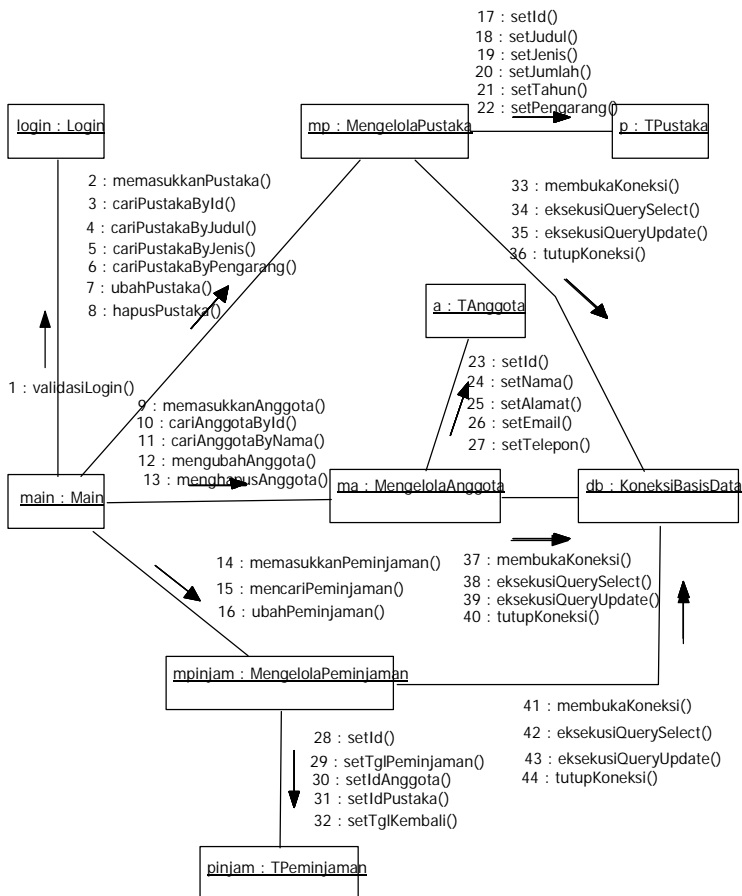 17 : setId()
18 : setJudul()
19 : setJenis()
20 : setJumlah()
21 : setTahun()
22 : setPengarang()
login : Login
mp : MengelolaPustaka
p : TPustaka
2 : memasukkanPustaka()
3 : cariPustakaById()
4 : cariPustakaByJudul()
5 : cariPustakaByJenis()
6 : cariPustakaByPengarang()
7 : ubahPustaka()
8 : hapusPustaka()
33 : membukaKoneksi()
34 : eksekusiQuerySelect()
35 : eksekusiQueryUpdate()
36 : tutupKoneksi()
a : TAnggota
1 : validasiLogin()
23 : setId()
24 : setNama()
25 : setAlamat()
26 : setEmail()
27 : setTelepon()
9 : memasukkanAnggota()
10 : cariAnggotaById()
11 : cariAnggotaByNama()
12 : mengubahAnggota()
13 : menghapusAnggota()
main : Main
ma : MengelolaAnggota
db : KoneksiBasisData
14 : memasukkanPeminjaman()
15 : mencariPeminjaman()
16 : ubahPeminjaman()
37 : membukaKoneksi()
38 : eksekusiQuerySelect()
39 : eksekusiQueryUpdate()
40 : tutupKoneksi()
mpinjam : MengelolaPeminjaman
41 : membukaKoneksi()
42 : eksekusiQuerySelect()
43 : eksekusiQueryUpdate()
44 : tutupKoneksi()
28 : setId()
29 : setTglPeminjaman()
30 : setIdAnggota()
31 : setIdPustaka()
32 : setTglKembali()
pinjam : TPeminjaman